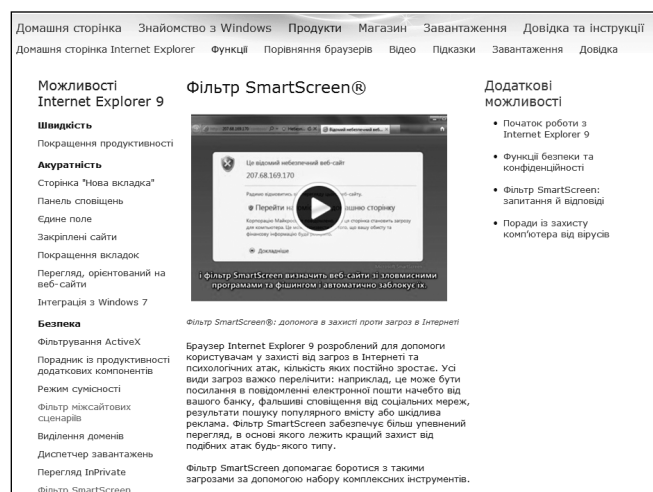 Домашня сторінка Знайомство з Windows Продукти Магазин Завантаження Довідка та інструкції
Домашня сторінка Internet Explorer Функції Порівняння браузерів Відео Підказки Завантаження Довідка
Можливості
Internet Explorer 9
Швидкість
Покращення продуктивності
Акуратність
Сторінка "Нова вкладка"
Панель сповіщень
Єдине поле
Закріплені сайти
Покращення вкладок
Перегляд, орієнтований на
веб-сайти
Інтеграція з Windows 7
Безпека
Фільтрування ActiveX
Порадник із продуктивності
додаткових компонентів
Режим сумісності
Фільтр міжсайтових
сценаріїв
Виділення доменів
Диспетчер завантажень
Перегляд InPrivate
Фільтр SmartScreen
Фільтр SmartScreen®
207.68.169.170
Це відомий небезпечний веб-сайт
207.68.169.170
Перейти на домашню сторінку
Докладніше
і фільтр SmartScreen визначить веб-сайти зі зловмисними
програмами та фішингом і автоматично заблокує їх.
Фільтр SmartScreen®: допомога в захисті проти загроз в Інтернеті
Браузер Internet Explorer 9 розроблений для допомоги
користувачам у захисті від загроз в Інтернеті та
психологічних атак, кількість яких постійно зростає. Усі
види загроз важко перелічити: наприклад, це може бути
посилання в повідомленні електронної пошти начебто від
вашого банку, фальшиві сповіщення від соціальних мереж,
результати пошуку популярного вмісту або шкідлива
реклама. Фільтр SmartScreen забезпечує більш упевнений
перегляд, в основі якого лежить кращий захист від
подібних атак будь-якого типу.
Фільтр SmartScreen допомагає боротися з такими
загрозами за допомогою набору комплексних інструментів.
Додаткові
можливості
Початок роботи з
Internet Explorer 9
Функції безпеки та
конфіденційності
Фільтр SmartScreen:
запитання й відповіді
Поради із захисту
комп'ютера від вірусів